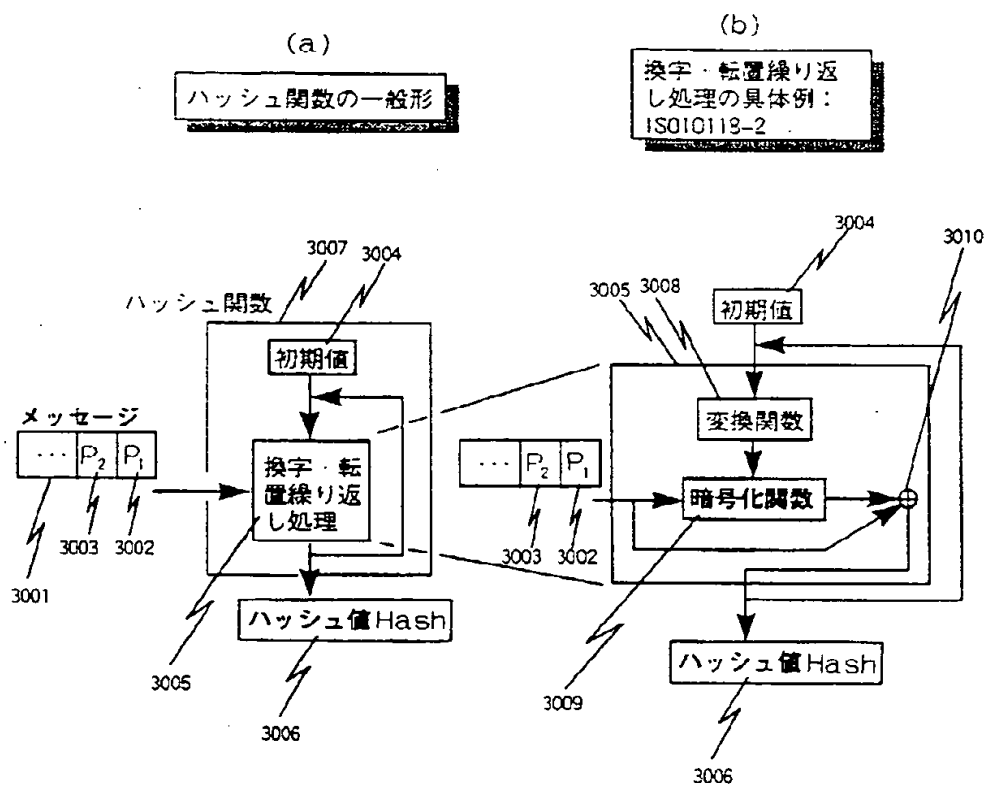 (a)
ハッシュ関数の一般形
(b)
換字・転置繰り返
し処理の具体例：
ISO10118-2
3007
3004
ハッシュ関数
初期値
メッセージ
… P2 P1
換字・転
置繰り返
し処理
3003
3002
3001
ハッシュ値Hash
3005
3006
3004
3010
3005
3008
初期値
変換関数
… P2 P1
暗号化関数
3003
3002
ハッシュ値Hash
3009
3006